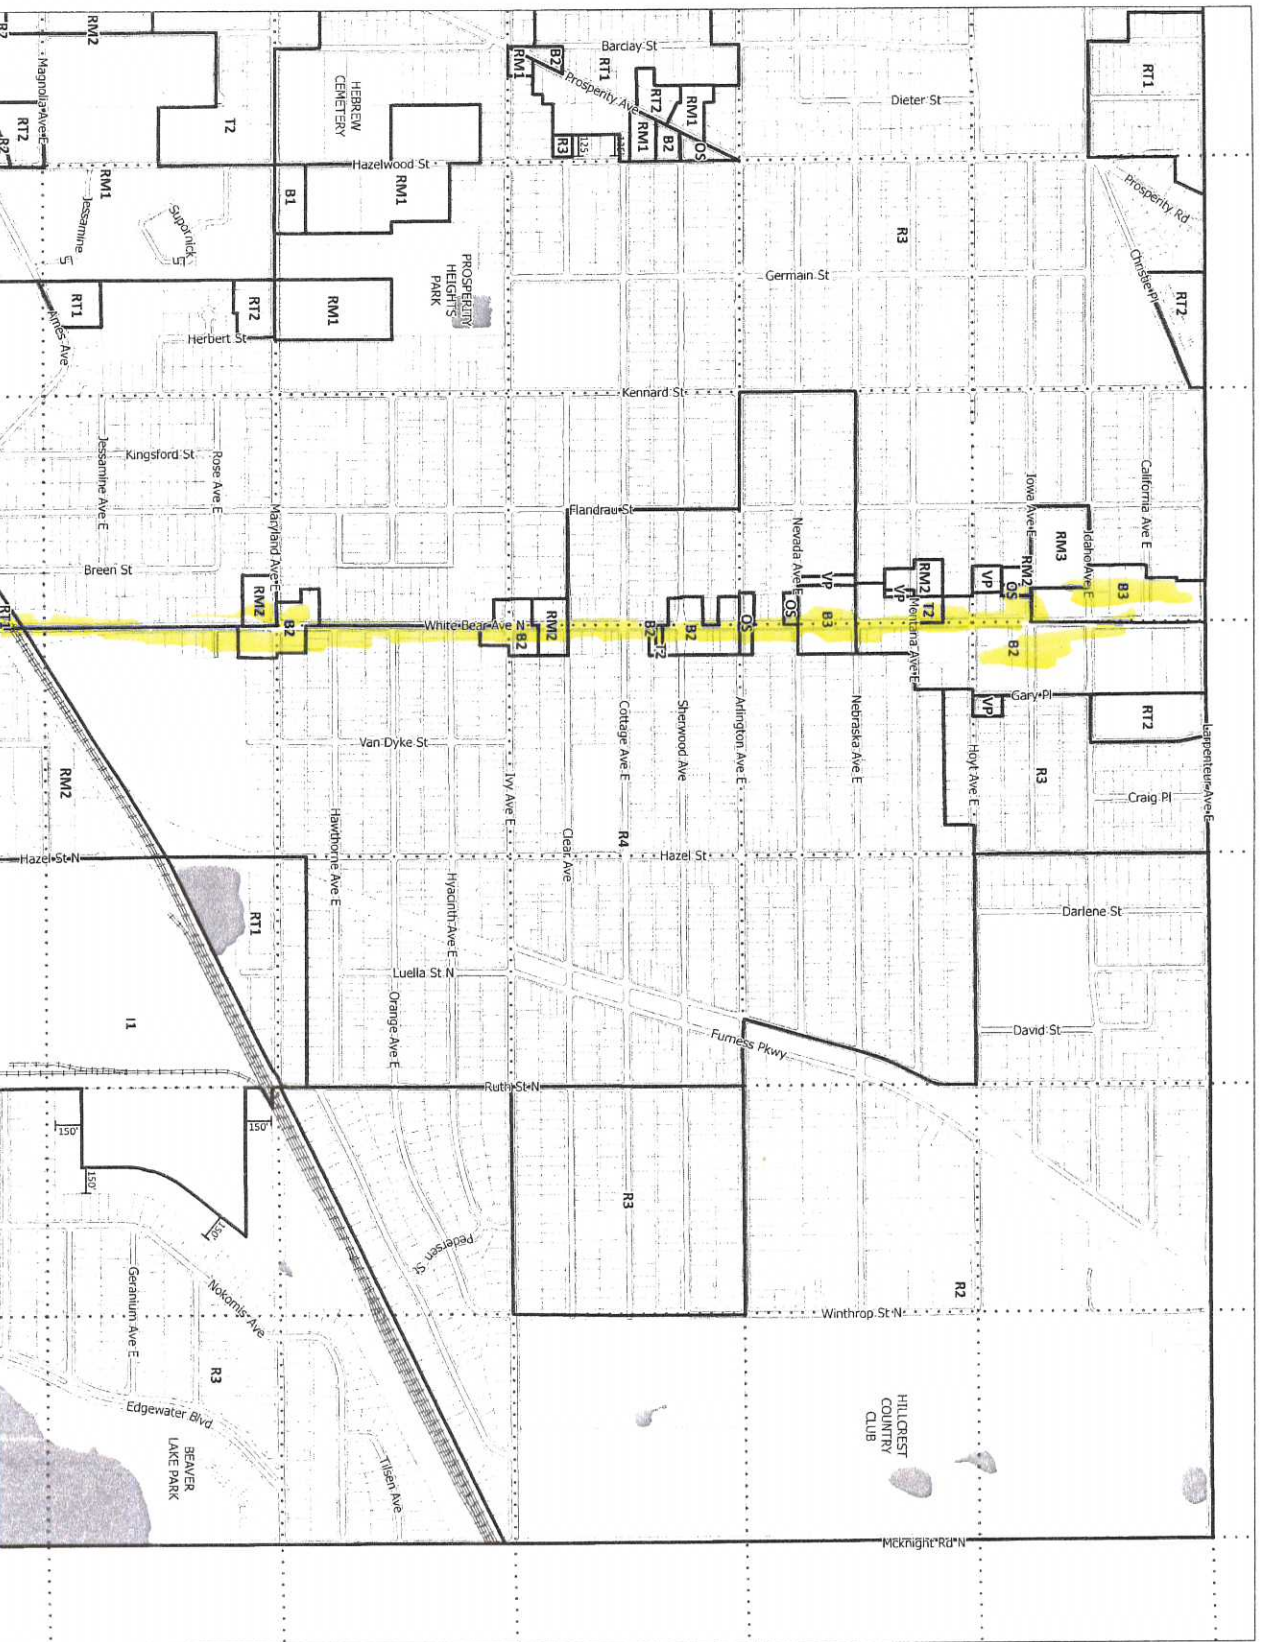 RM2
Barclay St
RM1
B2
RT1
RT1
Magnolia Ave E
Prosperity Ave
RT2
RM1
Dieter St
HEBREW
CEMETERY
RT2
T2
RM1
B2
OS
R3
125'
Hazelwood St
RM1
B1
RM1
Jessamine
Supornick
Prosperity Rd
R3
PROSPERITY
HEIGHTS
PARK
Germain St
Christie Pl
RT1
RT2
RM1
RT2
Ames Ave
Herbert St
Kennard St
Jessamine Ave E
Kingsford St
Rose Ave E
Iowa Ave E
California Ave E
Maryland Ave E
Flandrau St
Nevada Ave E
RM3
Idaho Ave E
Breen St
VP
RM2
VP
VP
OS
RM2
B3
RM2
B2
White Bear Ave N
RM2
B2
B2
T2
B2
OS
OS
B3
T2
Montana Ave E
B2
RT1
Gary Pl
VP
RT2
Van Dyke St
Cottage Ave E
Sherwood Ave
Arlington Ave E
Nebraska Ave E
Hoyt Ave E
R3
Larpenteur Ave E
RM2
Ivy Ave E
Craig Pl
Hawthorne Ave E
Clear Ave
R4
Hazel St N
Hazel St
RT1
Hyacinth Ave E
Darlene St
Luella St N
Orange Ave E
I1
Furness Pkwy
David St
Ruth St N
150'
150'
150'
150'
R3
Pedersen St
Geranium Ave E
Nokomis Ave
R2
Winthrop St N
R3
Edgewater Blvd
HILLCREST
COUNTRY
CLUB
BEAVER
LAKE PARK
Tilsen Ave
Mcknight Rd N